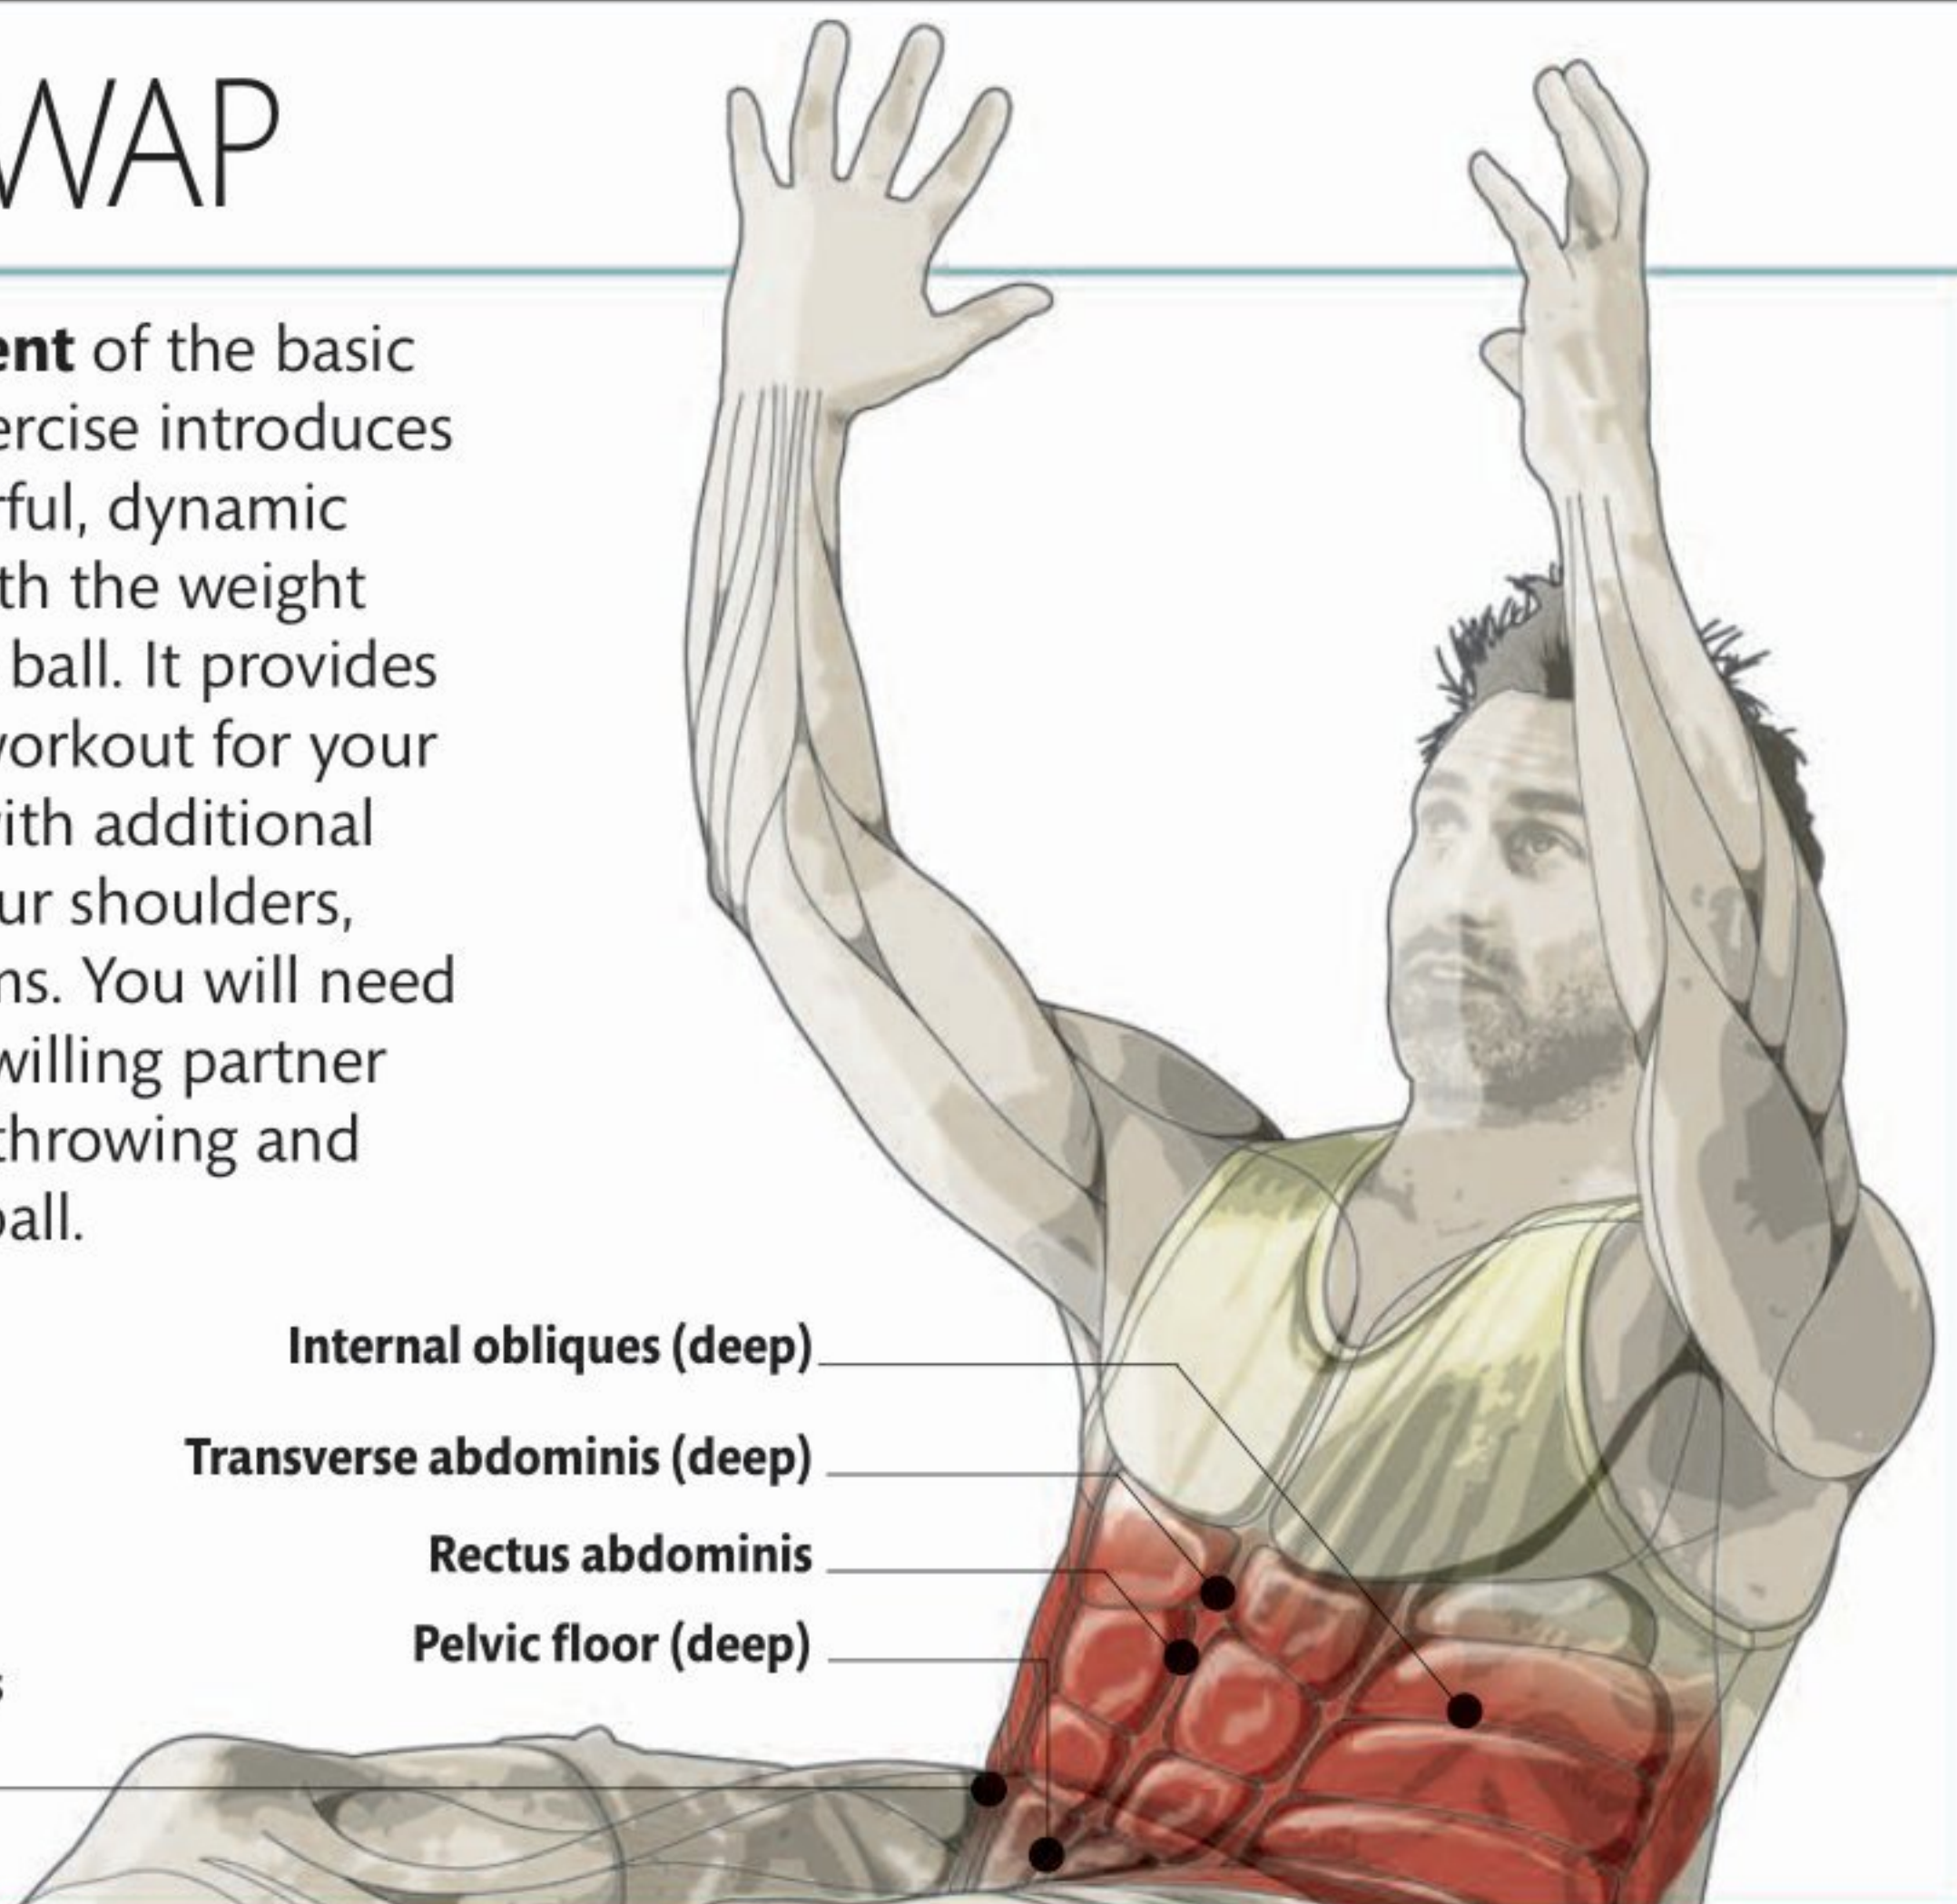 WAP
ent of the basic
ercise introduces
rful, dynamic
th the weight
ball. It provides
workout for your
ith additional
ur shoulders,
ns. You will need
willing partner
throwing and
ball.
Internal obliques (deep)
Transverse abdominis (deep)
Rectus abdominis
Pelvic floor (deep)
s